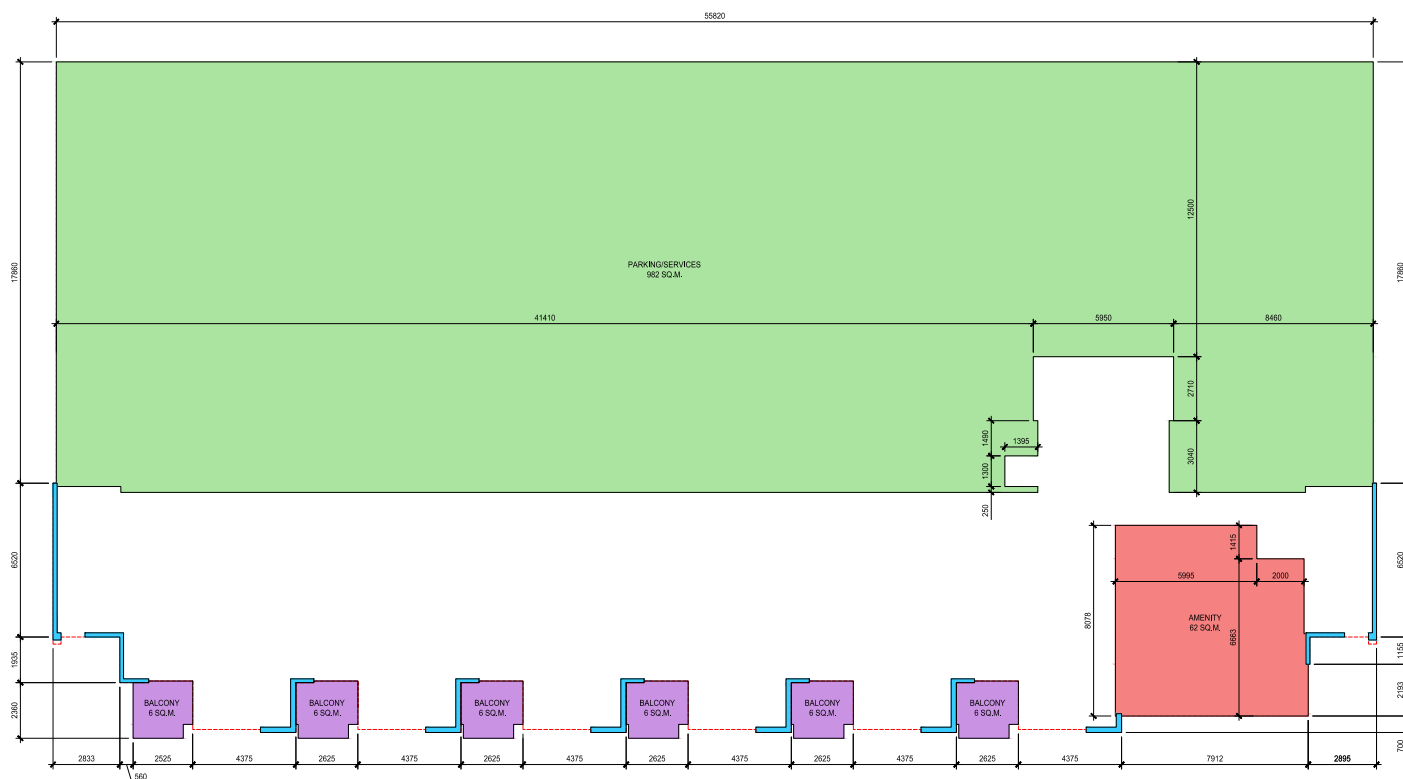 55820
17860
17860
12500
PARKING/SERVICES
982 SQ.M.
41410
5950
8460
2710
1490
1395
3040
1300
250
6520
6520
1415
5995
2000
8078
AMENITY
62 SQ.M.
6663
1935
1155
2193
2360
BALCONY
6 SQ.M.
BALCONY
6 SQ.M.
BALCONY
6 SQ.M.
BALCONY
6 SQ.M.
BALCONY
6 SQ.M.
BALCONY
6 SQ.M.
700
2833
560
2525
4375
2625
4375
2625
4375
2625
4375
2625
4375
2625
4375
7912
2895